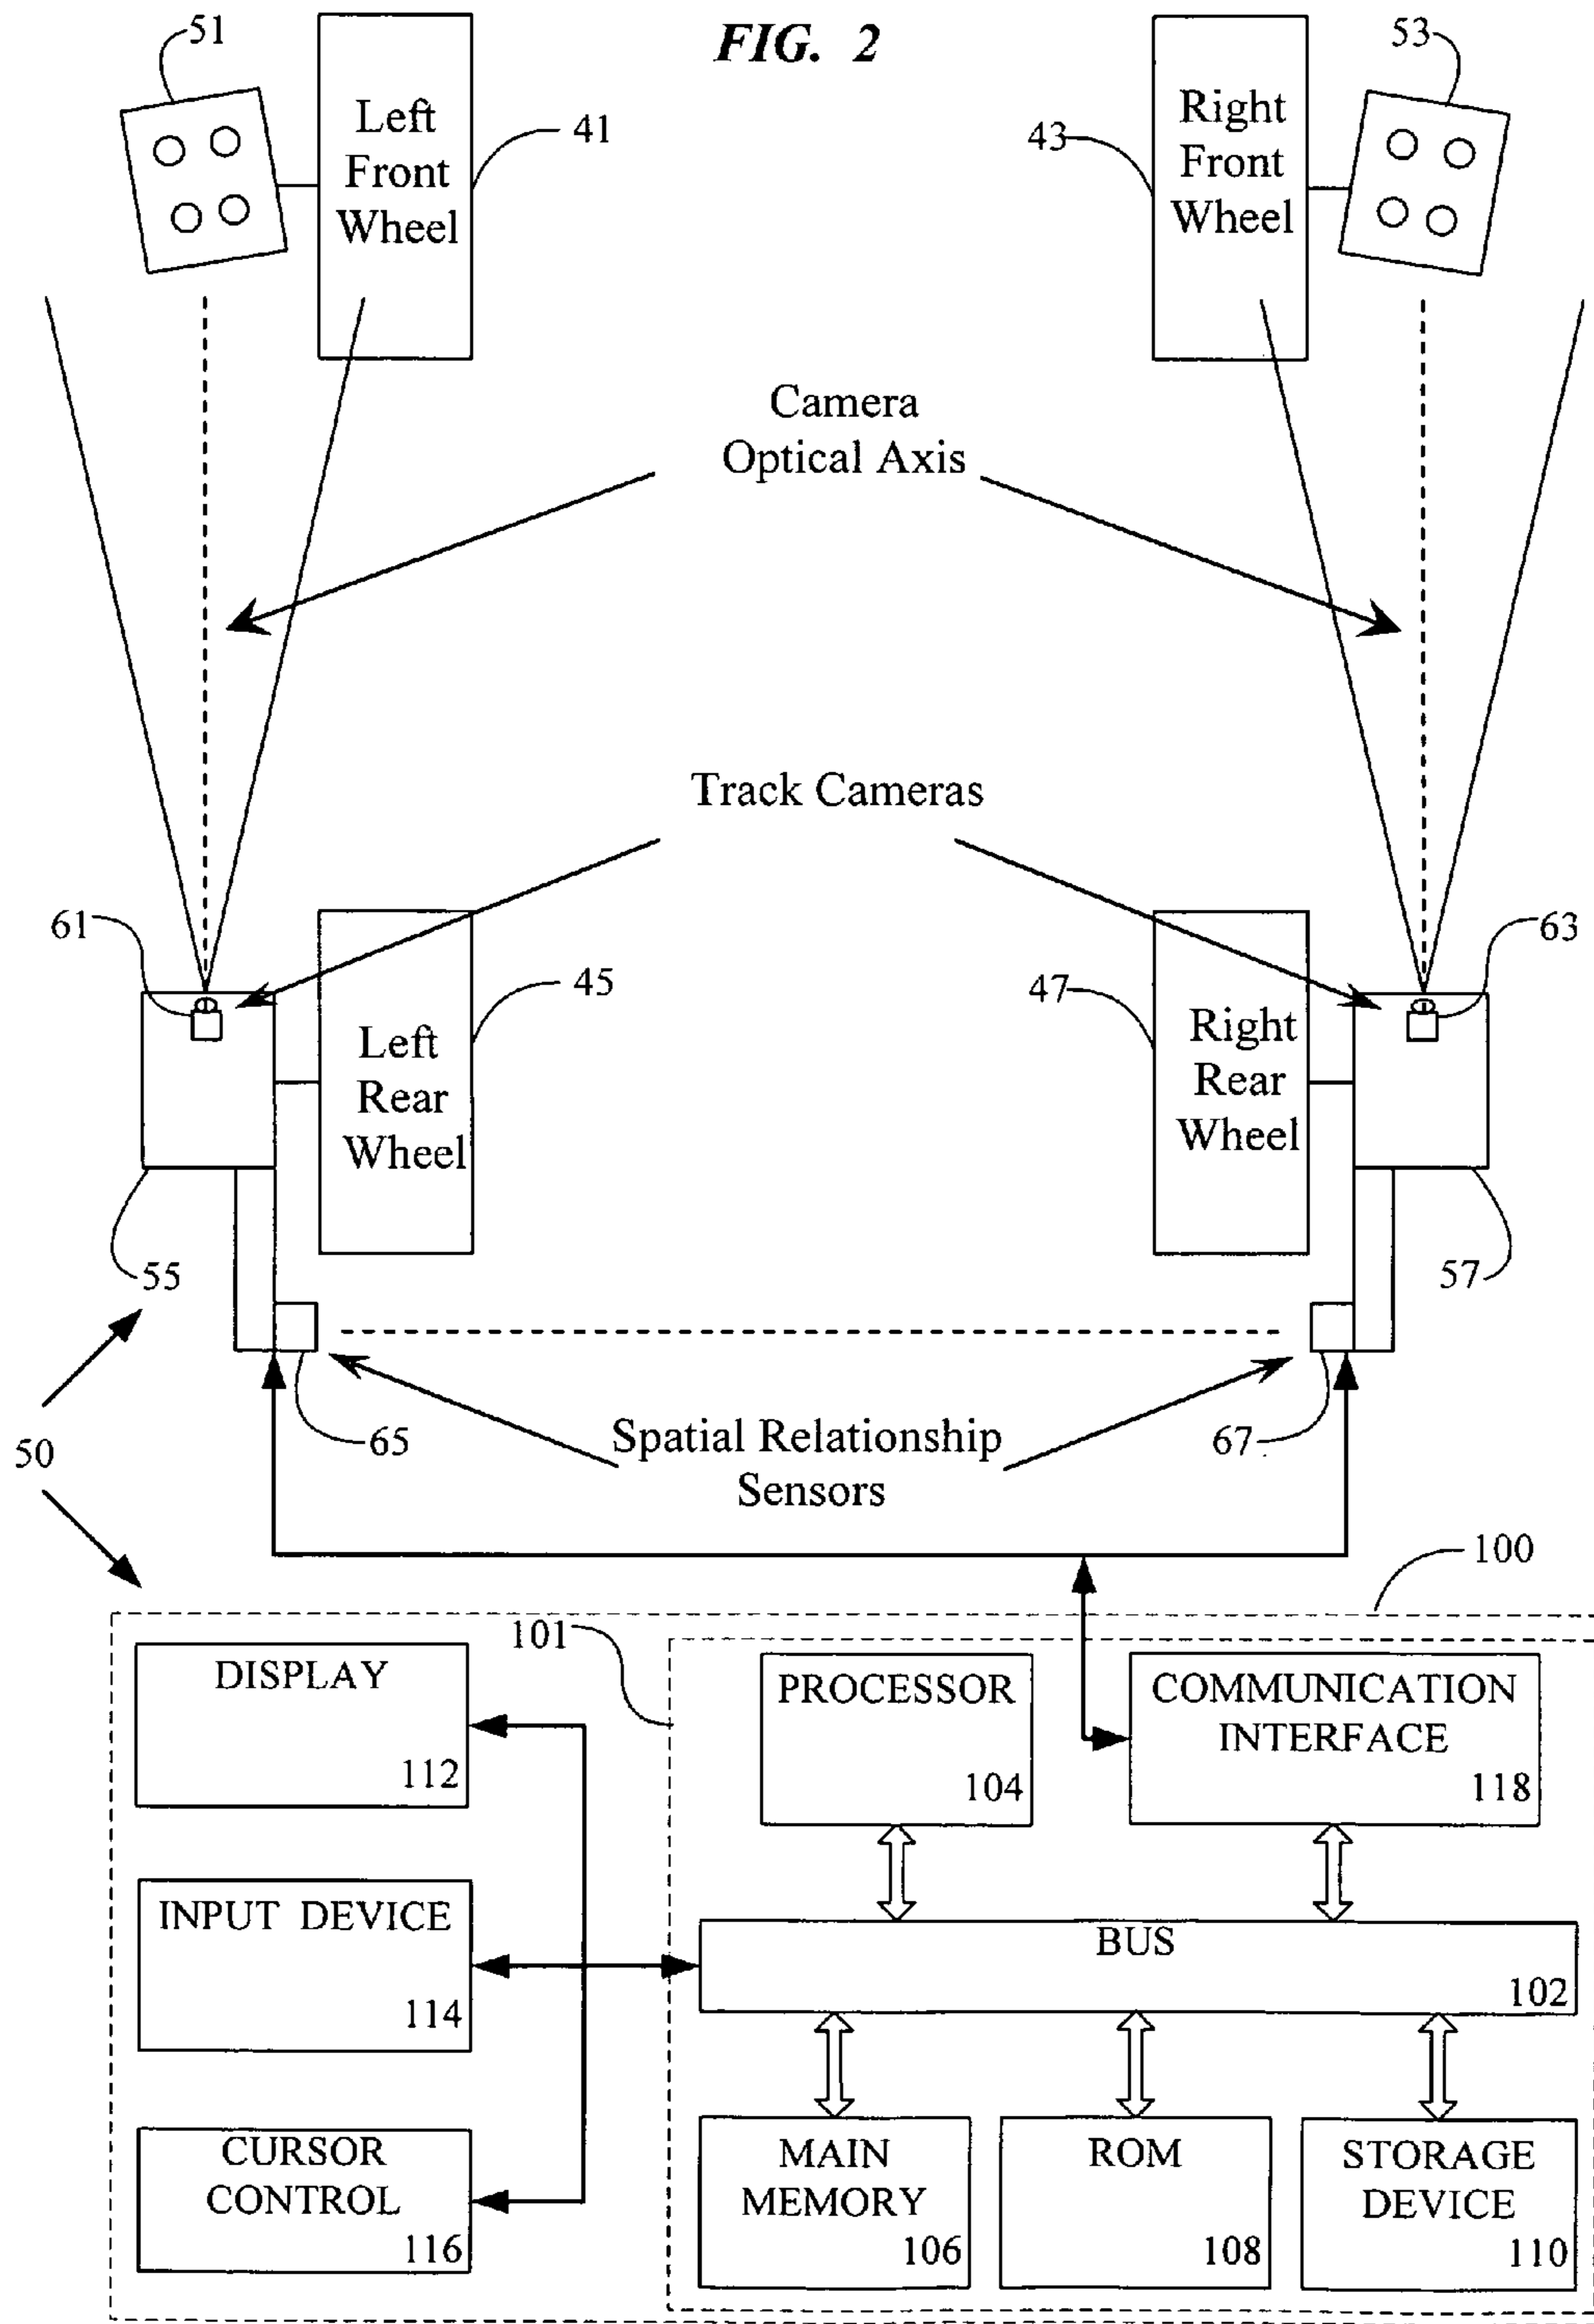 FIG. 2
51
53
Left
Front
Wheel
41
43
Right
Front
Wheel
Camera
Optical Axis
Track Cameras
61
63
45
47
Left
Rear
Wheel
Right
Rear
Wheel
55
57
50
65
67
Spatial Relationship
Sensors
100
101
DISPLAY
112
PROCESSOR
104
COMMUNICATION
INTERFACE
118
INPUT DEVICE
114
BUS
102
CURSOR
CONTROL
116
MAIN
MEMORY
106
ROM
108
STORAGE
DEVICE
110